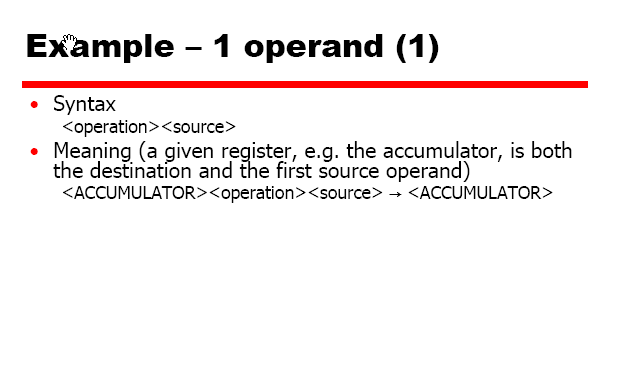 Example – 1 operand (1)
• Syntax
<operation><source>
• Meaning (a given register, e.g. the accumulator, is both
the destination and the first source operand)
<ACCUMULATOR><operation><source> → <ACCUMULATOR>